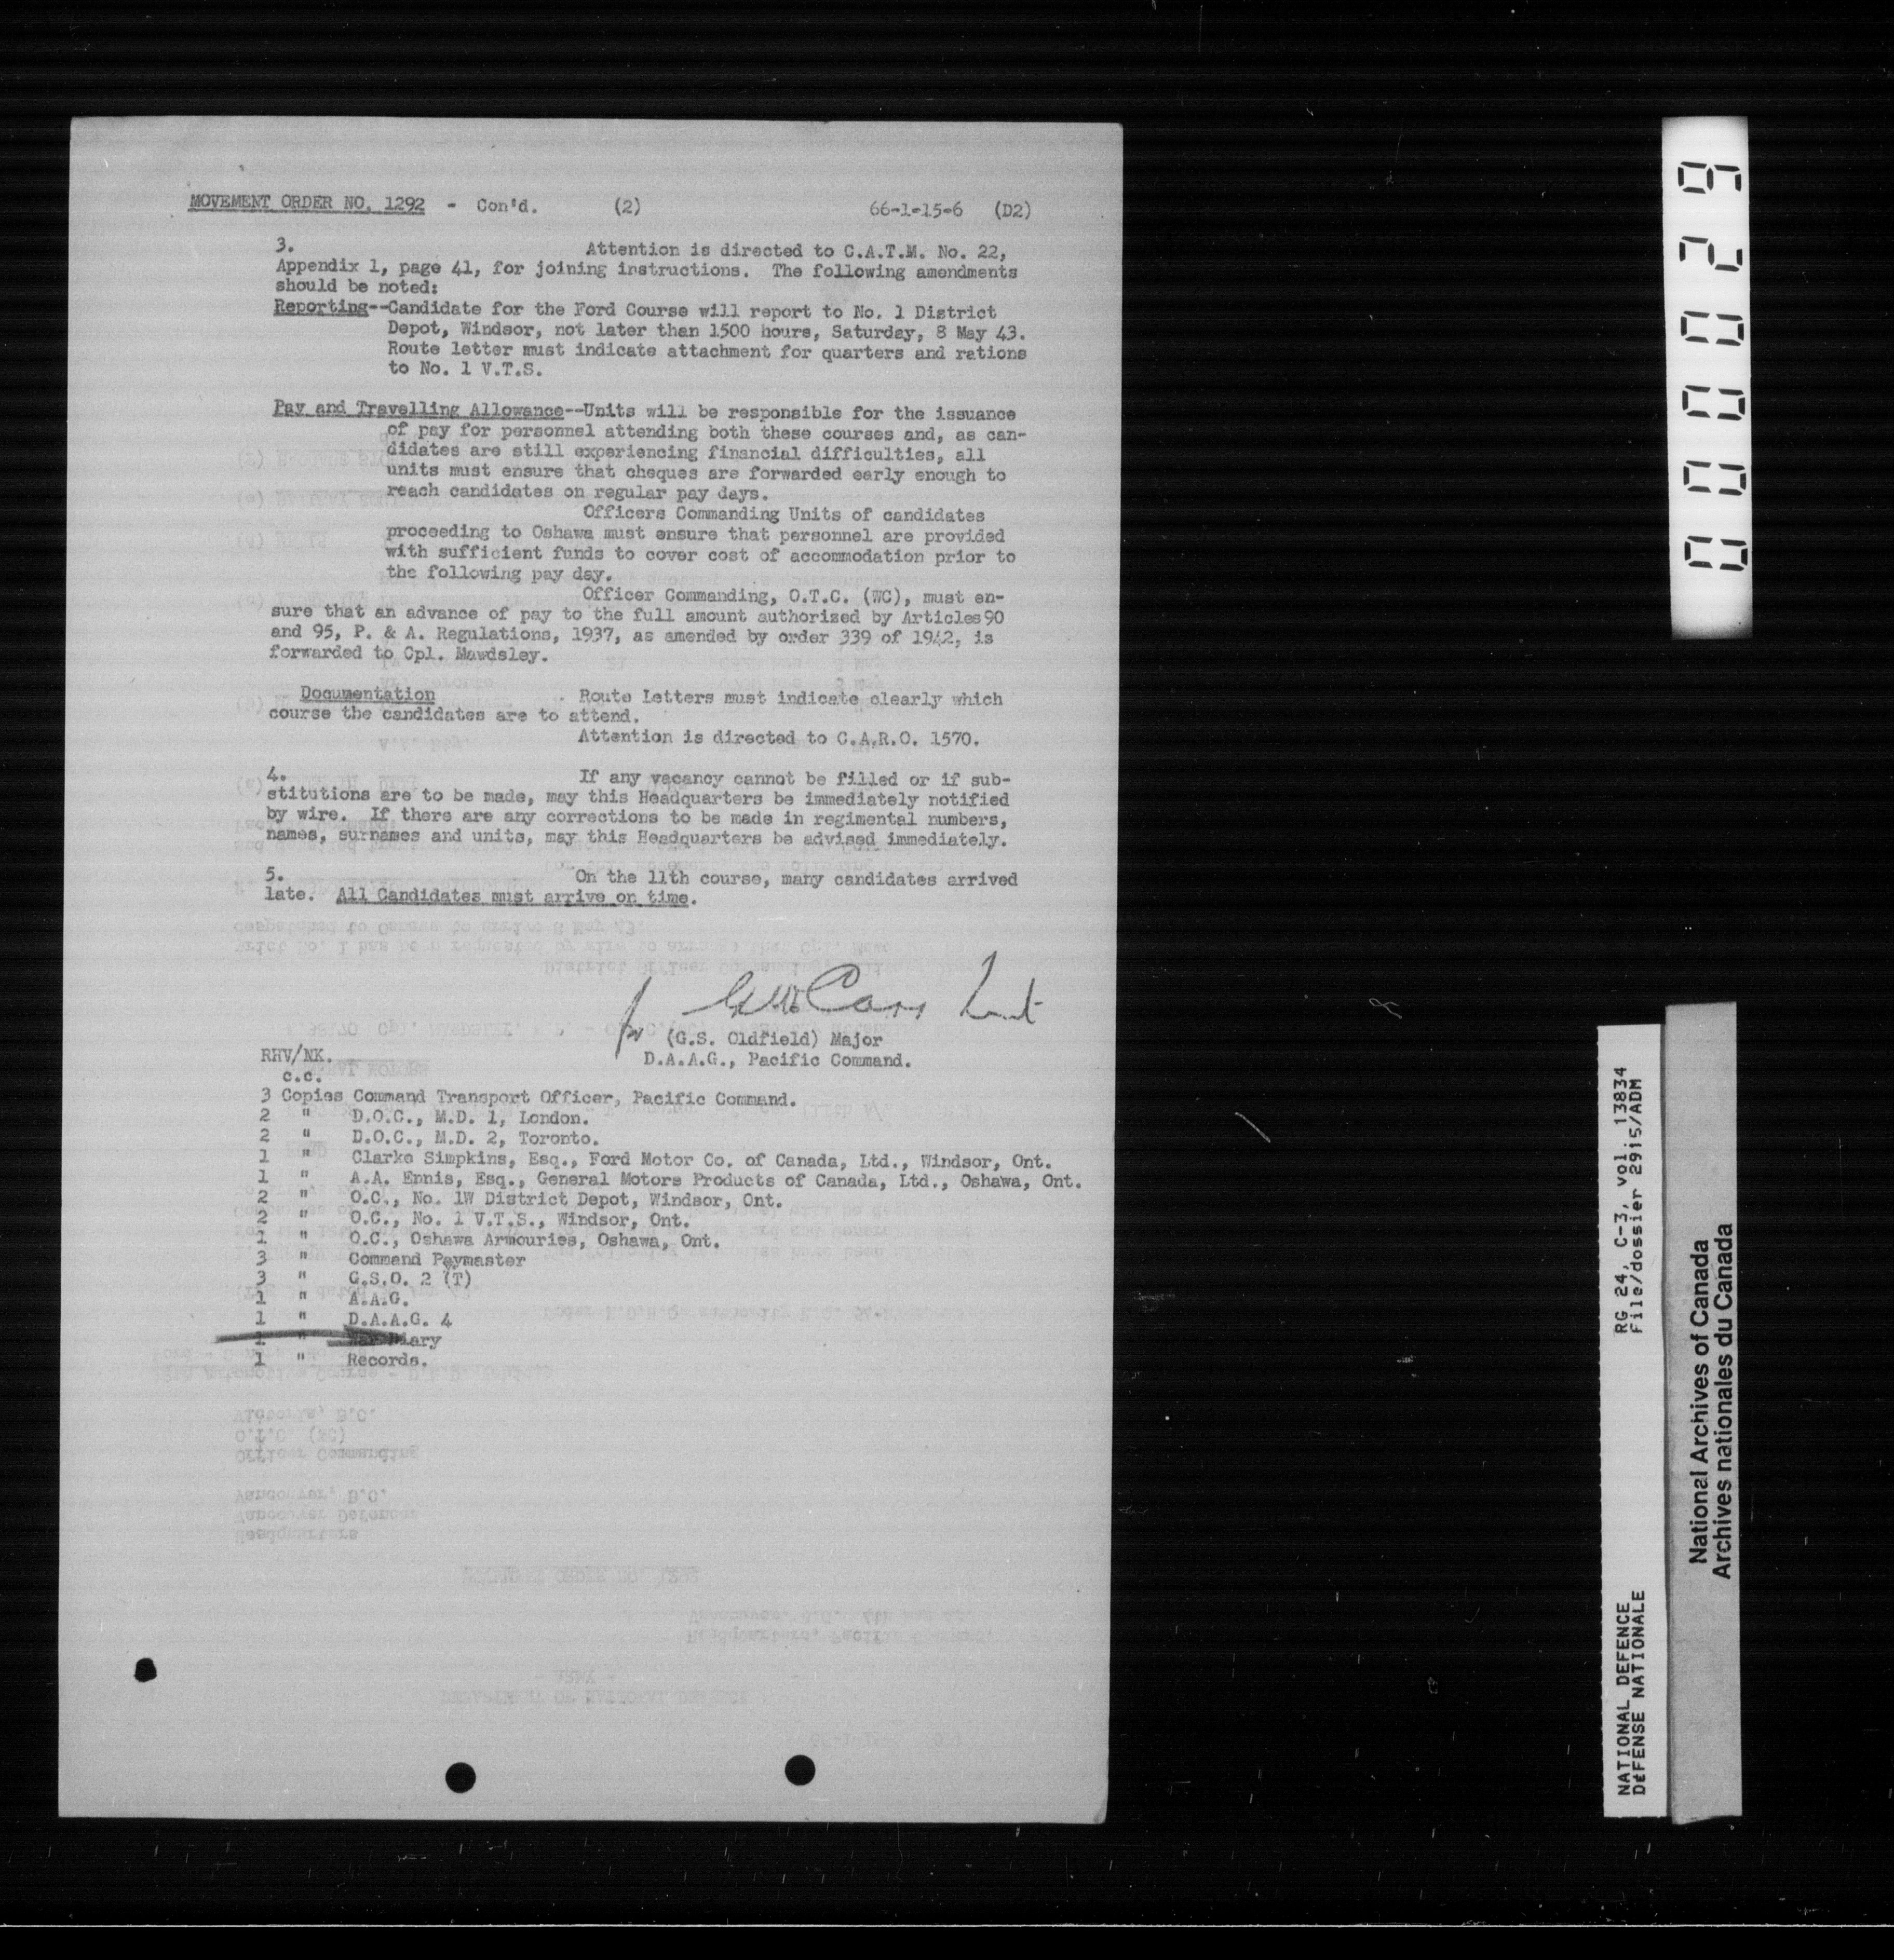 MOVEMENT ORDER NO. 1292 - Con'd. (2) 66-1-15-6 (D2)
3. Attention is directed to C.A.T.M. No. 22,
Appendix 1, page 41, for joining instructions. The following amendments
should be noted:
Reporting--Candidate for the Ford Course will report to No. 1 District
Depot, Windsor, not later than 1500 hours, Saturday, 8 May 43.
Route letter must indicate attachment for quarters and rations
to No. 1 V.T.S.
Pay and Travelling Allowance--Units will be responsible for the issuance
of pay for personnel attending both these courses and, as can-
didates are still experiencing financial difficulties, all
units must ensure that cheques are forwarded early enough to
reach candidates on regular pay days.
Officers Commanding Units of candidates
proceeding to Oshawa must ensure that personnel are provided
with sufficient funds to cover cost of accommodation prior to
the following pay day.
Officer Commanding, O.T.C. (WC), must en-
sure that an advance of pay to the full amount authorized by Articles 90
and 95, P. & A. Regulations, 1937, as amended by order 339 of 1942, is
forwarded to Cpl. Mawdsley.
Documentation Route Letters must indicate clearly which
course the candidates are to attend.
Attention is directed to C.A.R.O. 1570.
4. If any vacancy cannot be filled or if sub-
stitutions are to be made, may this Headquarters be immediately notified
by wire. If there are any corrections to be made in regimental numbers,
names, surnames and units, may this Headquarters be advised immediately.
5. On the 11th course, many candidates arrived
late. All Candidates must arrive on time.
for
(G.S. Oldfield) Major
D.A.A.G., Pacific Command.
RHV/NK.
c.c.
3 Copies Command Transport Officer, Pacific Command.
2 " D.O.C., M.D. 1, London.
2 " D.O.C., M.D. 2, Toronto.
1 " Clarke Simpkins, Esq., Ford Motor Co. of Canada, Ltd., Windsor, Ont.
1 " A.A. Ennis, Esq., General Motors Products of Canada, Ltd., Oshawa, Ont.
2 " O.C., No. 1W District Depot, Windsor, Ont.
2 " O.C., No. 1 V.T.S., Windsor, Ont.
1 " O.C., Oshawa Armouries, Oshawa, Ont.
3 " Command Paymaster
3 " G.S.O. 2 (T)
1 " A.A.G.
1 " D.A.A.G. 4
1 " War Diary
1 " Records.
000029
RG 24, C-3, vol. 13834
File/dossier 2915/ADM
NATIONAL DEFENCE
DÉFENSE NATIONALE
National Archives of Canada
Archives nationales du Canada